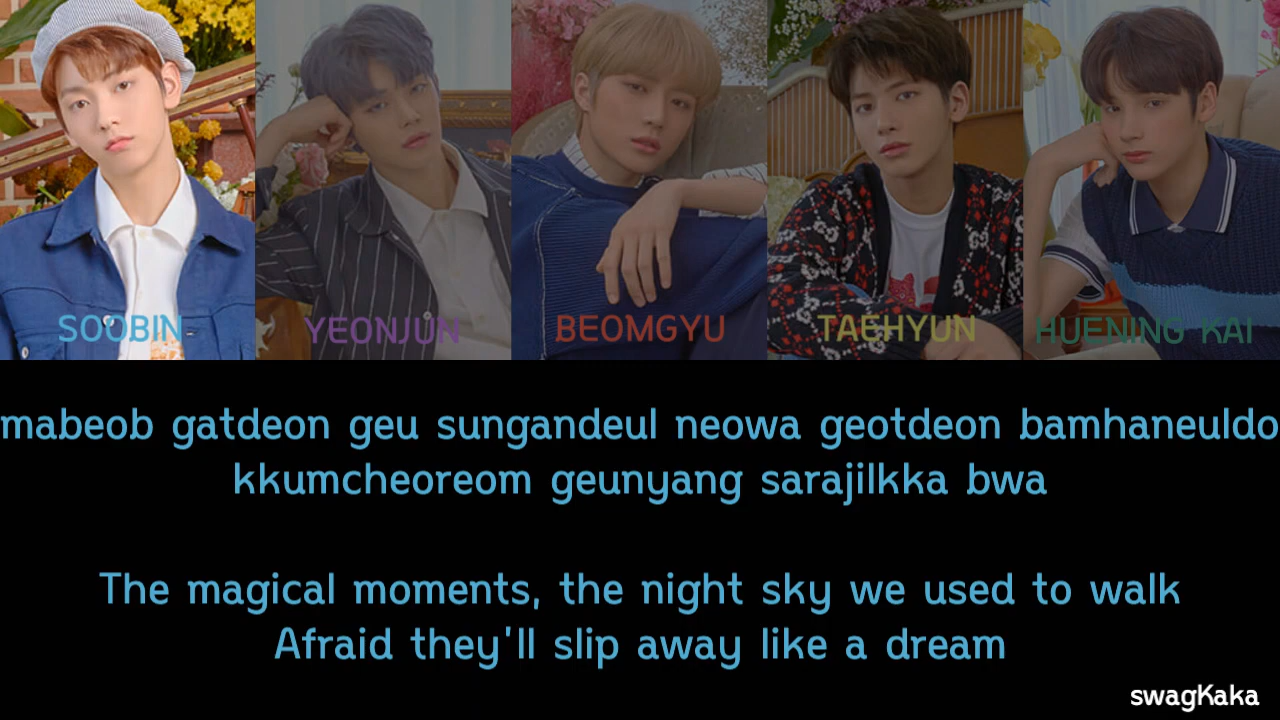 SOOBIN
YEONJUN
BEOMGYU
TAEHYUN
HUENING KAI
mabeob gatdeon geu sungandeul neowa geotdeon bamhaneuldo
kkumcheoreom geunyang sarajilkka bwa
The magical moments, the night sky we used to walk
Afraid they'll slip away like a dream
swagKaka